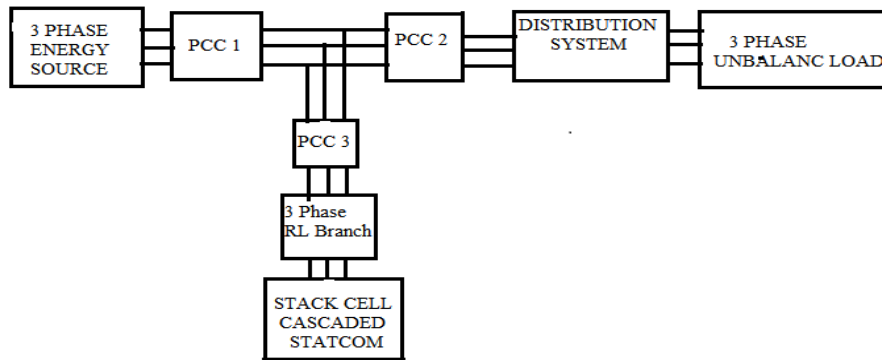 3 PHASE
ENERGY
SOURCE
PCC 1
PCC 2
DISTRIBUTION
SYSTEM
3 PHASE
UNBALANC LOAD
PCC 3
3 Phase
RL Branch
STACK CELL
CASCADED
STATCOM